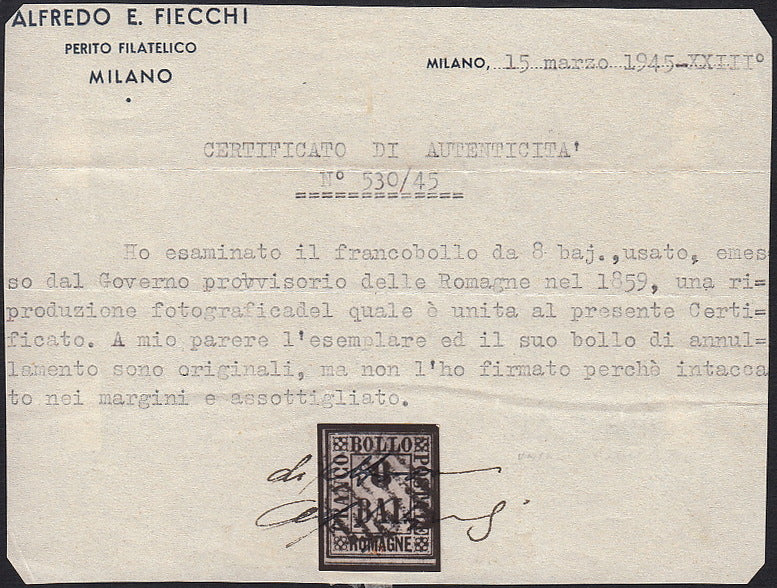 ALFREDO E. FIECCHI
PERITO FILATELICO
MILANO
MILANO, 15 marzo 1945-XXIII°
CERTIFICATO DI AUTENTICITA'
N° 530/45
Ho esaminato il francobollo da 8 baj., usato, emes
so dal Governo provvisorio delle Romagne nel 1859, una ri=
produzione fotograficadel quale è unita al presente Certi=
ficato. A mio parere l'esemplare ed il suo bollo di annul=
lamento sono originali, ma non l'ho firmato perchè intacca
to nei margini e assottigliato.
BOLLO
FRANCO
POSTALE
8
BAI
ROMAGNE